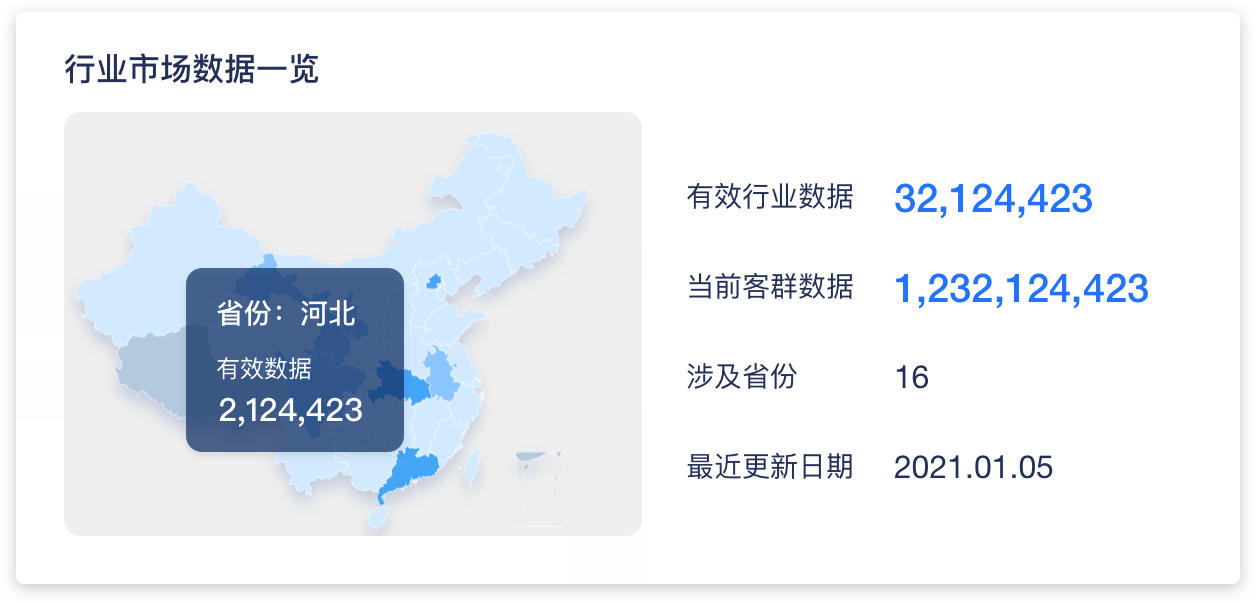 行业市场数据一览
省份：河北
有效数据
2,124,423
有效行业数据 32,124,423
当前客群数据 1,232,124,423
涉及省份 16
最近更新日期 2021.01.05